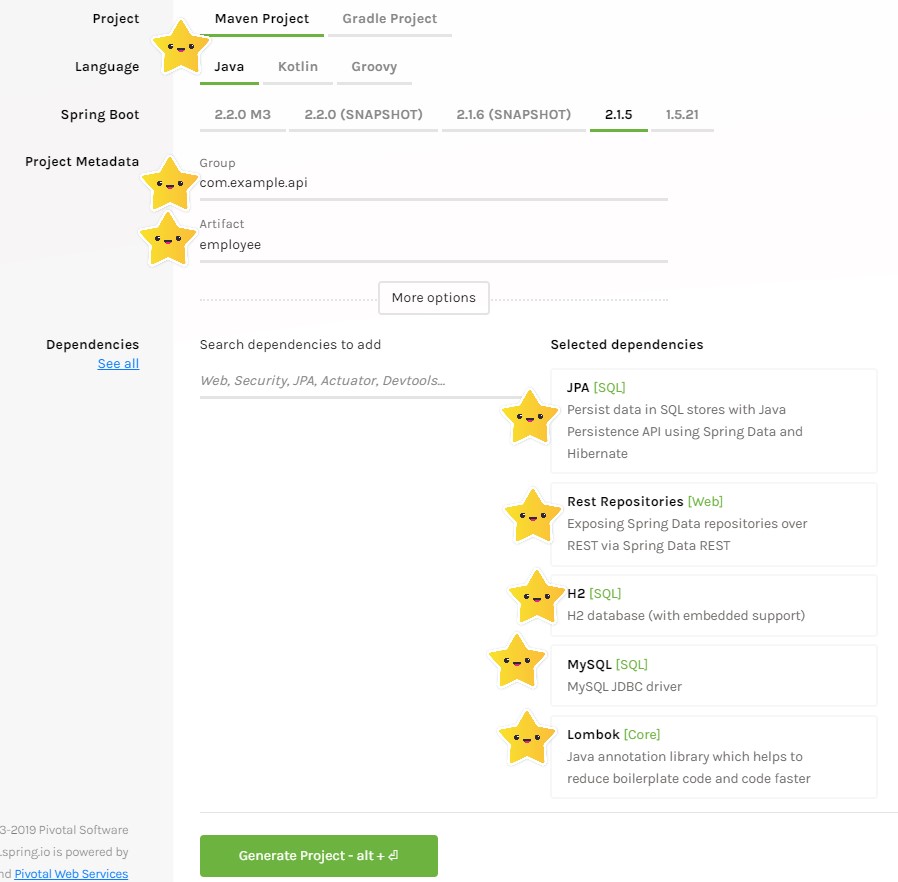 Project
Maven Project
Gradle Project
Language
Java
Kotlin
Groovy
Spring Boot
2.2.0 M3
2.2.0 (SNAPSHOT)
2.1.6 (SNAPSHOT)
2.1.5
1.5.21
Project Metadata
Group
com.example.api
Artifact
employee
More options
Dependencies
See all
Search dependencies to add
Web, Security, JPA, Actuator, Devtools...
Selected dependencies
JPA [SQL]
Persist data in SQL stores with Java
Persistence API using Spring Data and
Hibernate
Rest Repositories [Web]
Exposing Spring Data repositories over
REST via Spring Data REST
H2 [SQL]
H2 database (with embedded support)
MySQL [SQL]
MySQL JDBC driver
Lombok [Core]
Java annotation library which helps to
reduce boilerplate code and code faster
3-2019 Pivotal Software
.spring.io is powered by
nd Pivotal Web Services
Generate Project - alt + ⏎